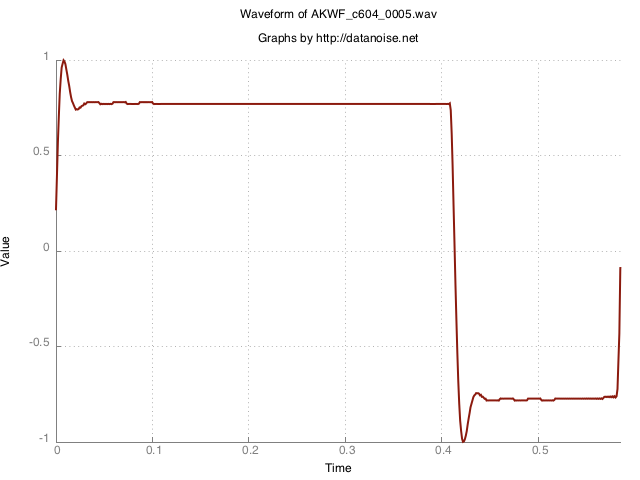 Waveform of AKWF_c604_0005.wav
Graphs by http://datanoise.net
1
0.5
0
-0.5
-1
Value
0 0.1 0.2 0.3 0.4 0.5
Time